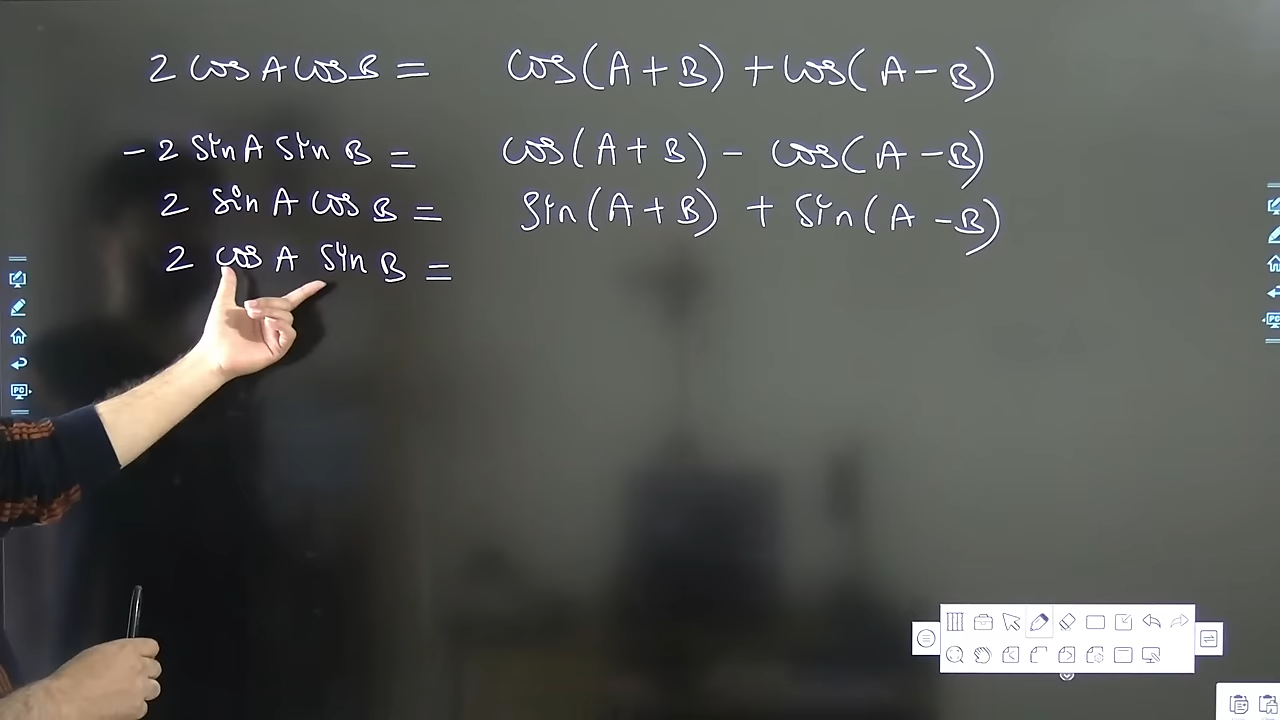 2 cos A cos B = cos(A+B) + cos(A-B)
-2 sin A sin B = cos(A+B) - cos(A-B)
2 sin A cos B = sin(A+B) + sin(A-B)
2 cos A sin B =